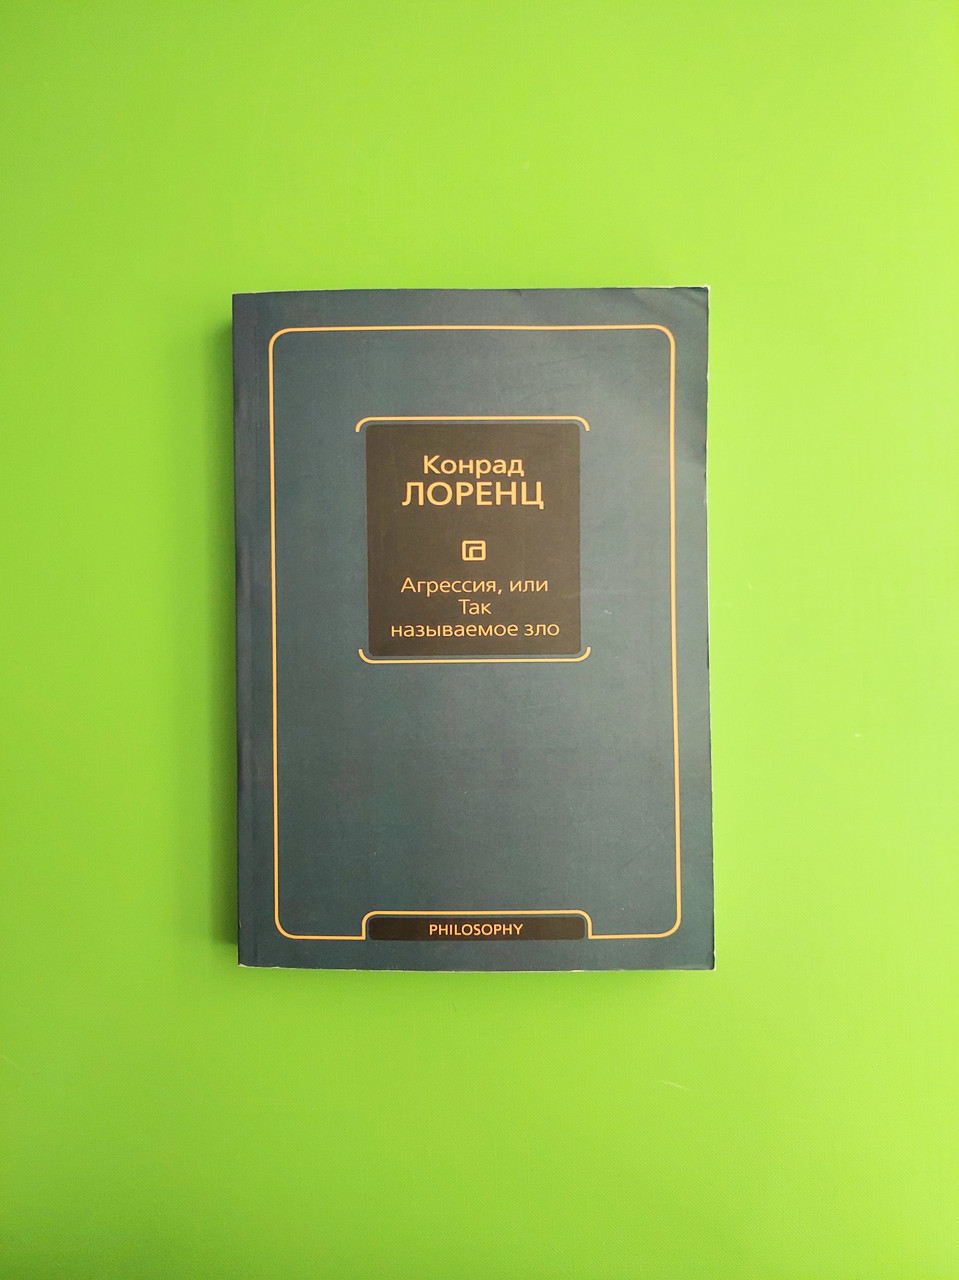 Конрад
ЛОРЕНЦ
Агрессия, или
Так
называемое зло
PHILOSOPHY